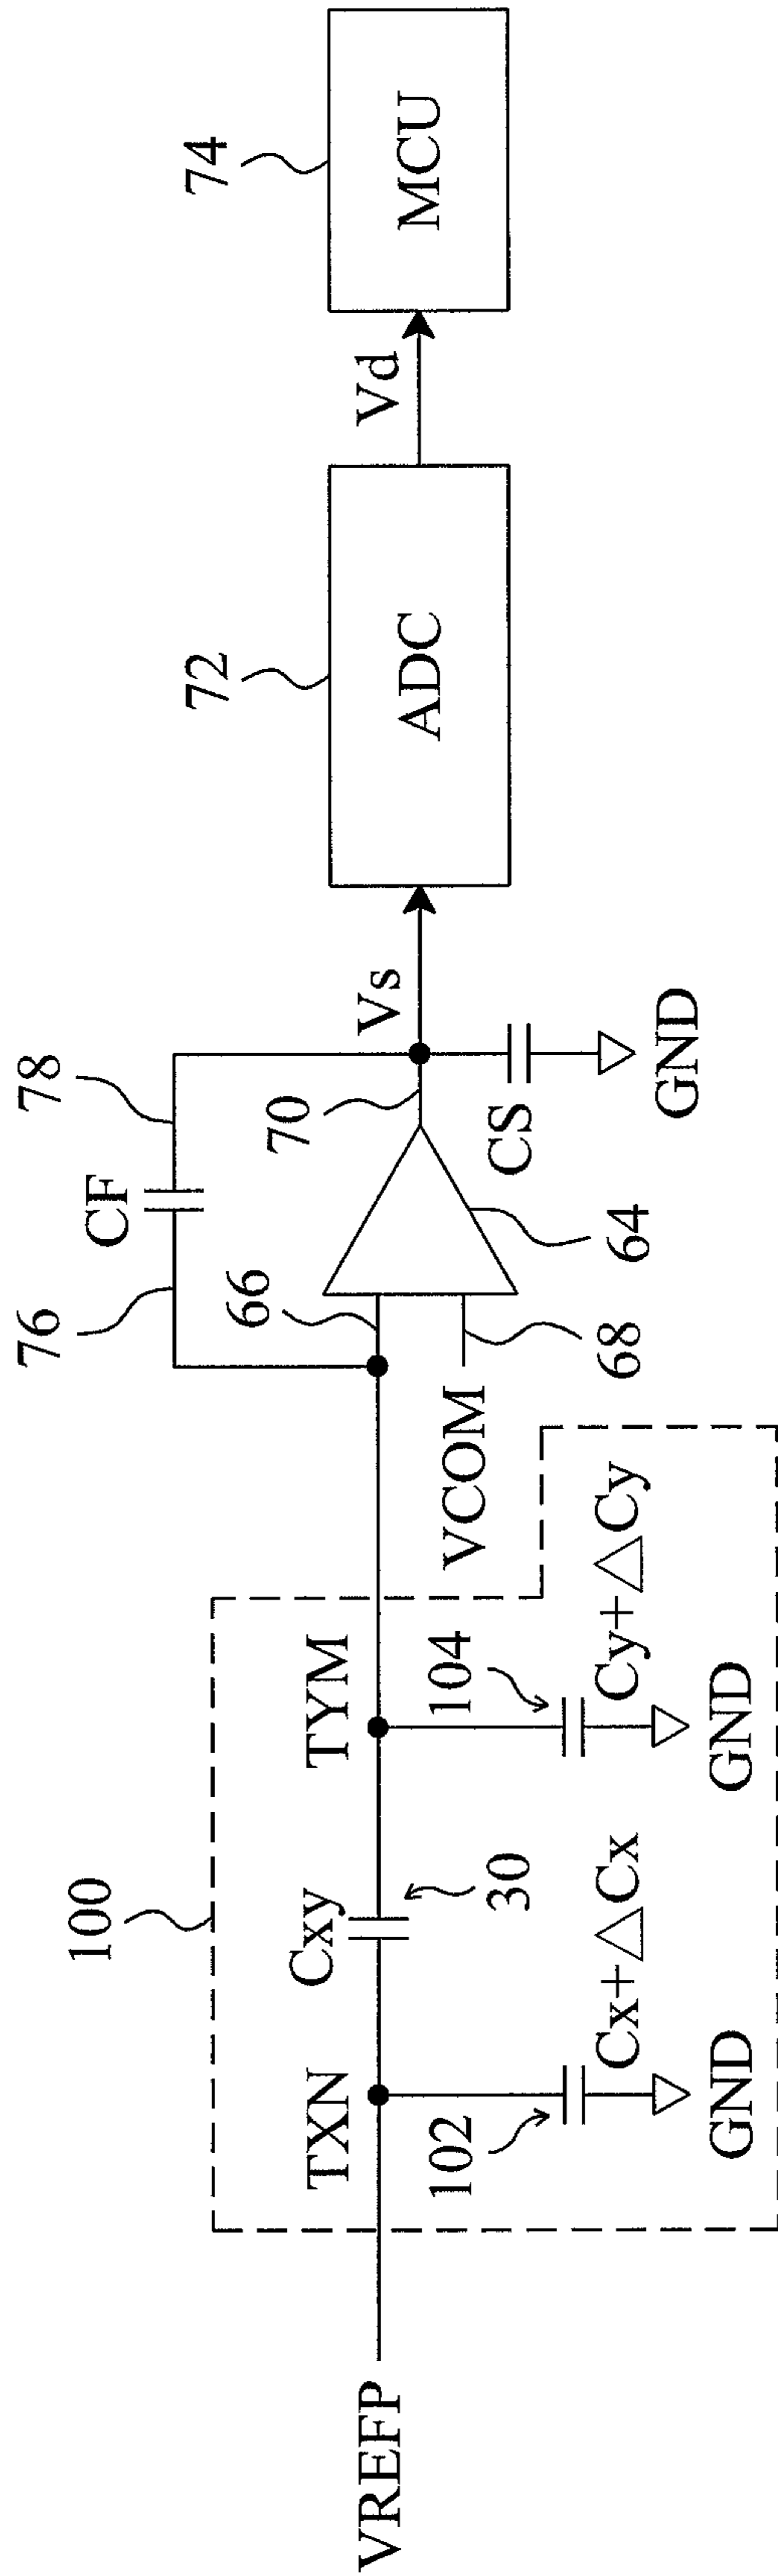 100
TXN
Cxy
TYM
30
102
104
Cx+△Cx
Cy+△Cy
GND
GND
VREFP
VCOM
76
CF
78
66
68
64
70
Vs
CS
GND
72
ADC
Vd
74
MCU